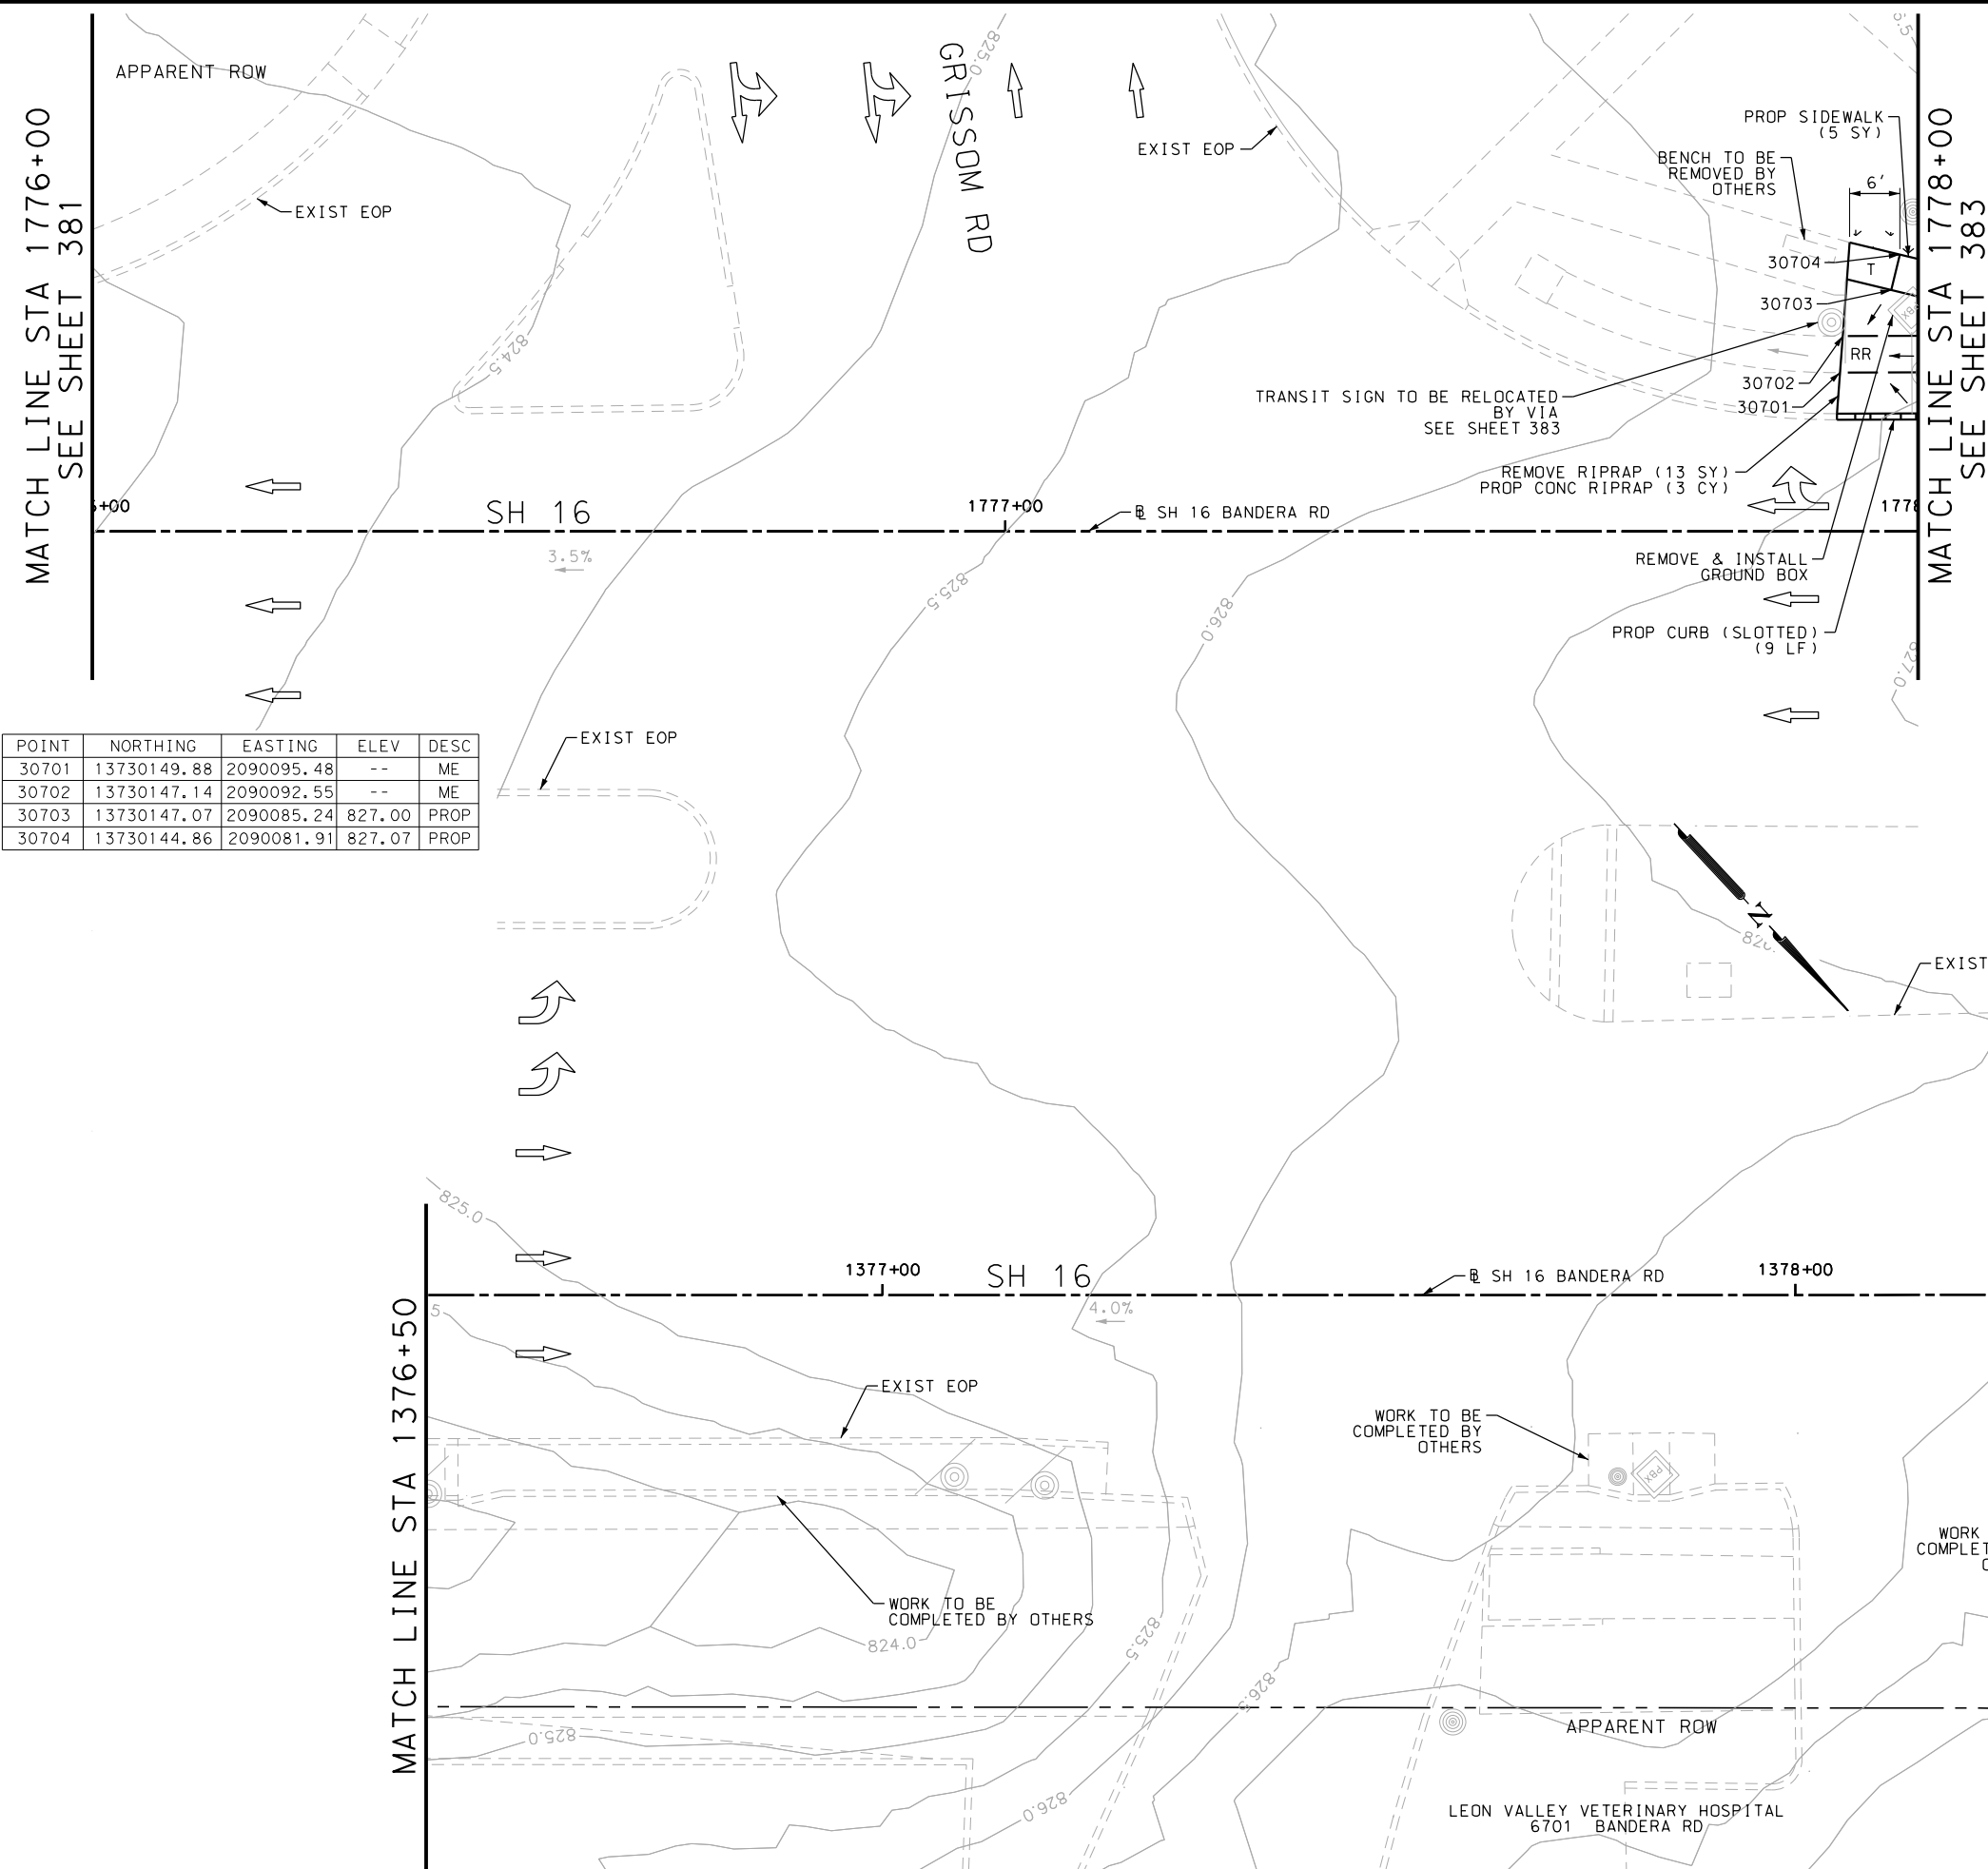 APPARENT ROW
MATCH LINE STA 1776+00
SEE SHEET 381
EXIST EOP
GRISSOM RD
825.0
EXIST EOP
824.5
PROP SIDEWALK
(5 SY)
BENCH TO BE
REMOVED BY
OTHERS
6'
30704
T
30703
PBX
RR
30702
30701
TRANSIT SIGN TO BE RELOCATED
BY VIA
SEE SHEET 383
REMOVE RIPRAP (13 SY)
PROP CONC RIPRAP (3 CY)
MATCH LINE STA 1778+00
SEE SHEET 383
+00
SH 16
1777+00
SH 16 BANDERA RD
1778
3.5%
825.5
826.0
REMOVE & INSTALL
GROUND BOX
PROP CURB (SLOTTED)
(9 LF)
827.0
POINT NORTHING EASTING ELEV DESC
30701 13730149.88 2090095.48 -- ME
30702 13730147.14 2090092.55 -- ME
30703 13730147.07 2090085.24 827.00 PROP
30704 13730144.86 2090081.91 827.07 PROP
EXIST EOP
N
EXIST
825.0
1377+00
SH 16
SH 16 BANDERA RD
1378+00
4.0%
MATCH LINE STA 1376+50
5
EXIST EOP
WORK TO BE
COMPLETED BY
OTHERS
PBX
WORK
COMPLET
WORK TO BE
COMPLETED BY OTHERS
824.0
825.5
826.5
825.0
APPARENT ROW
826.0
LEON VALLEY VETERINARY HOSPITAL
6701 BANDERA RD